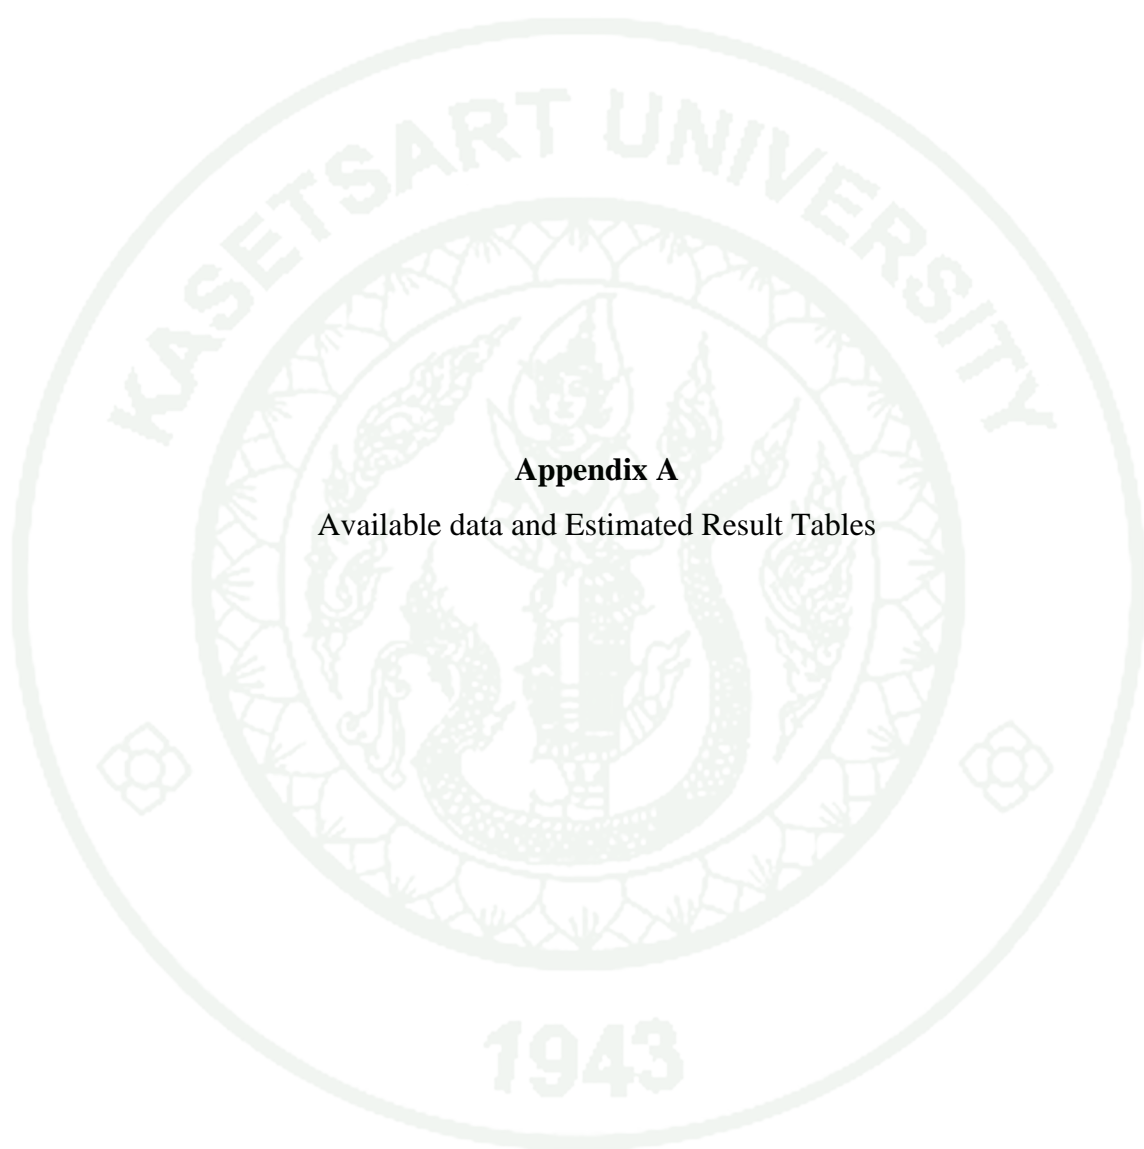 KASETSART UNIVERSITY
Appendix A
Available data and Estimated Result Tables
1943